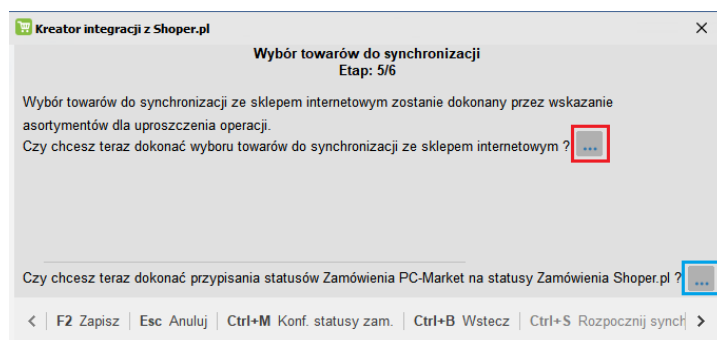 Kreator integracji z Shoper.pl
Wybór towarów do synchronizacji
Etap: 5/6
Wybór towarów do synchronizacji ze sklepem internetowym zostanie dokonany przez wskazanie
asortymentów dla uproszczenia operacji.
Czy chcesz teraz dokonać wyboru towarów do synchronizacji ze sklepem internetowym ? ...
Czy chcesz teraz dokonać przypisania statusów Zamówienia PC-Market na statusy Zamówienia Shoper.pl ? ...
F2 Zapisz | Esc Anuluj | Ctrl+M Konf. statusy zam. | Ctrl+B Wstecz | Ctrl+S Rozpocznij synch